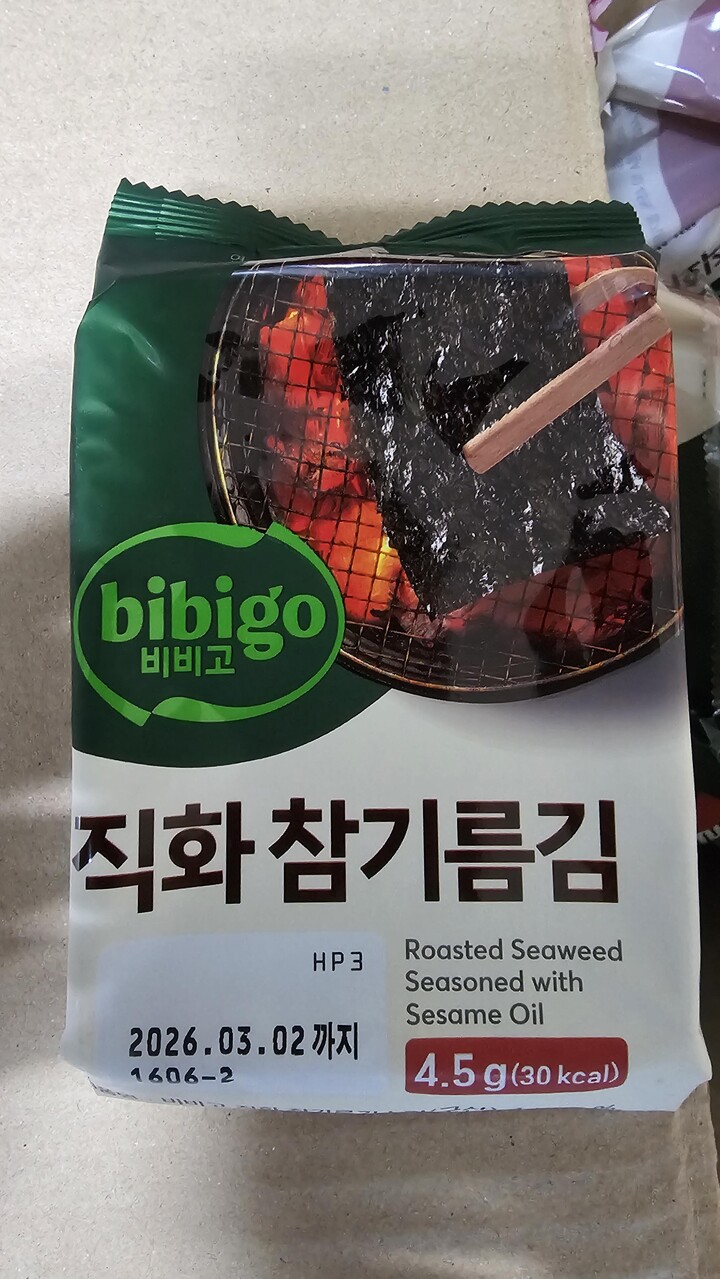 bibigo
비비고
직화 참기름김
HP3
Roasted Seaweed
Seasoned with
Sesame Oil
2026.03.02 까지
1606-2
4.5g (30 kcal)